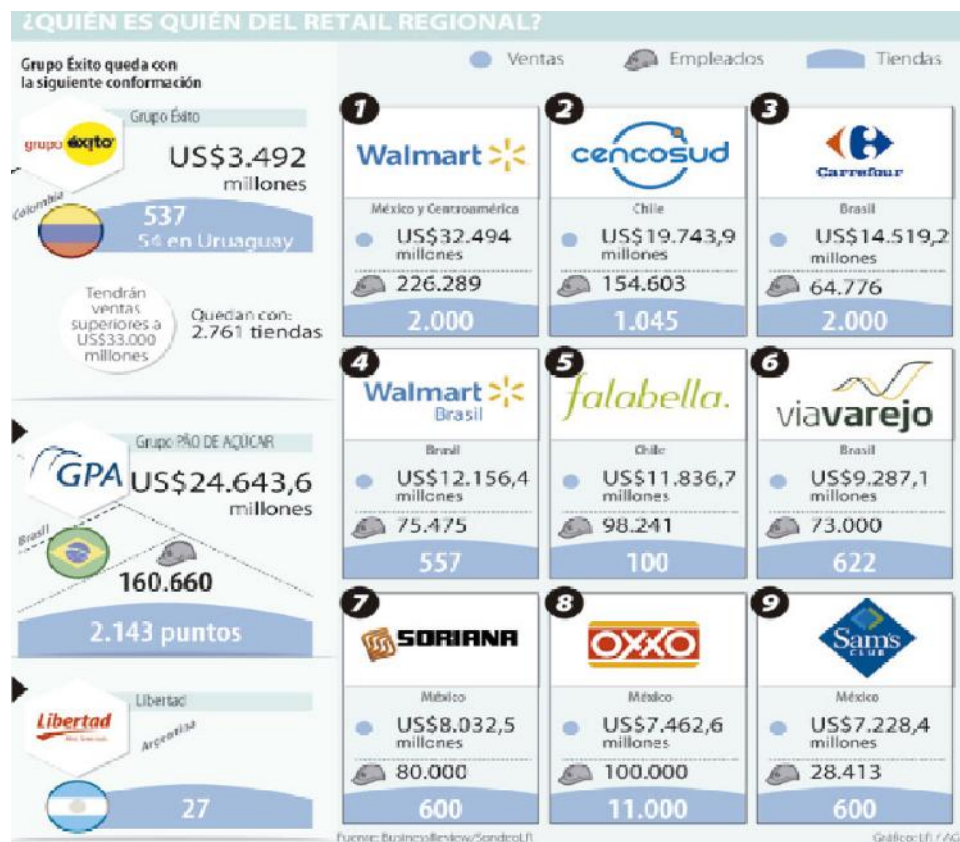 ¿QUIÉN ES QUIÉN DEL RETAIL REGIONAL?
Grupo Éxito queda con
la siguiente conformación
Grupo Éxito
grupo éxito
US$3.492
millones
Colombia
537
54 en Uruaguay
Tendrán
ventas
superiores a
US$33.000
millones
Quedan con:
2.761 tiendas
Grupo PÃO DE AÇÚCAR
GPA
US$24.643,6
millones
Brasil
160.660
2.143 puntos
Libertad
Libertad
Argentina
27
Ventas
Empleados
Tiendas
1
Walmart
México y Centroamérica
US$32.494
millones
226.289
2.000
2
cencosud
Chile
US$19.743,9
millones
154.603
1.045
3
Carrefour
Brasil
US$14.519,2
millones
64.776
2.000
4
Walmart
Brasil
Brasil
US$12.156,4
millones
75.475
557
5
falabella.
Chile
US$11.836,7
millones
98.241
100
6
viavarejo
Brasil
US$9.287,1
millones
73.000
622
7
SORIANA
México
US$8.032,5
millones
80.000
600
8
OXXO
México
US$7.462,6
millones
100.000
11.000
9
Sam's
CLUB
México
US$7.228,4
millones
28.413
600
Fuente: BusinessReview/Sondeo LR
Gráfico: LR / AG